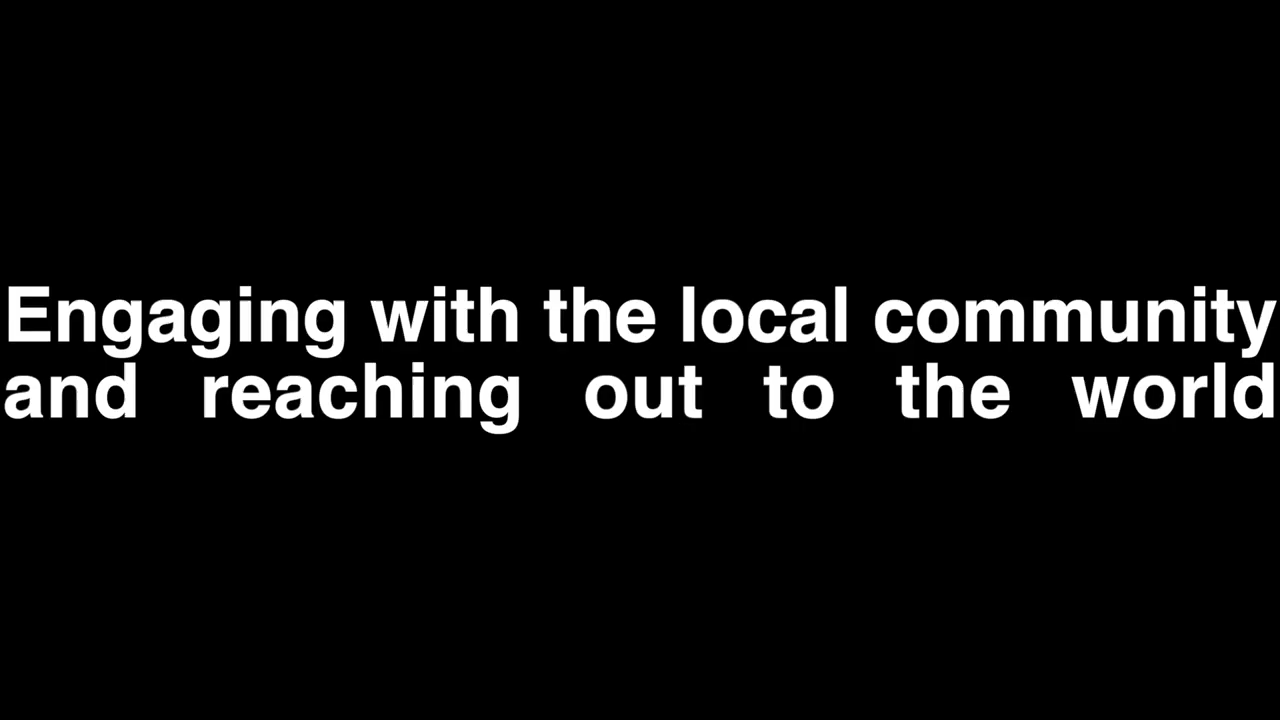 Engaging with the local community
and reaching out to the world